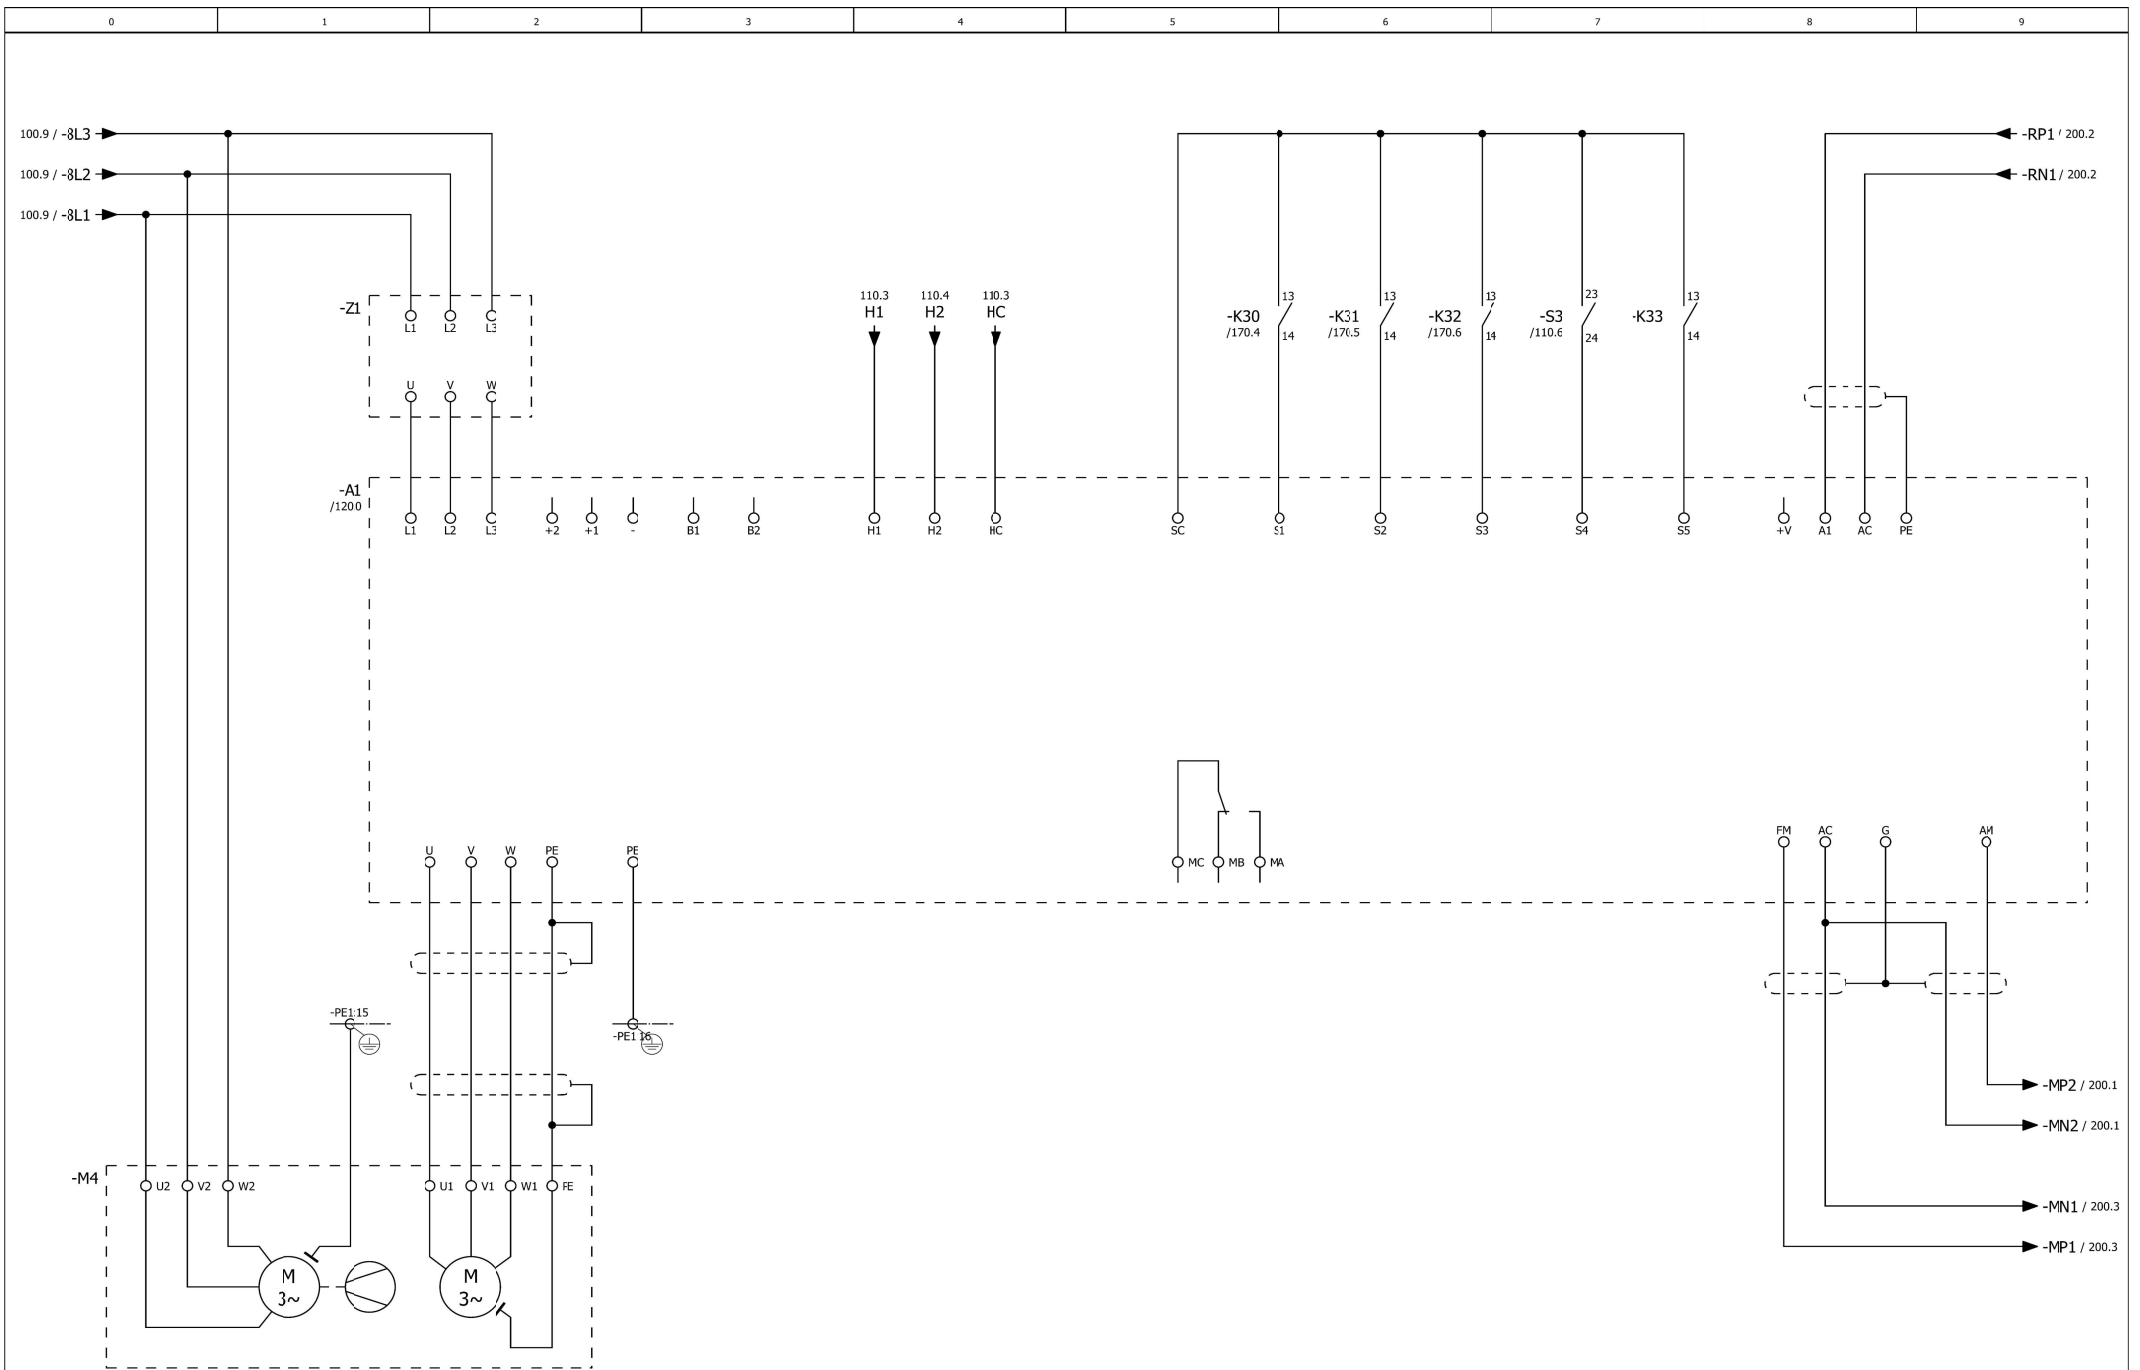 0 1 2 3 4 5 6 7 8 9
100.9 / -8L3
-RP1 / 200.2
100.9 / -8L2
-RN1 / 200.2
100.9 / -8L1
-Z1
L1 L2 L3
U V W
110.3 110.4 110.3
H1 H2 HC
-K30
/170.4
13
14
-K31
/170.5
13
14
-K32
/170.6
13
14
-S3
/110.6
23
24
-K33
13
14
-A1
/120.0
L1 L2 L3 +2 +1 - B1 B2 H1 H2 HC SC S1 S2 S3 S4 S5 +V A1 AC PE
U V W PE PE
MC MB MA
FM AC G AM
-PE1:15
-PE1:16
-MP2 / 200.1
-MN2 / 200.1
-MN1 / 200.3
-MP1 / 200.3
-M4
U2 V2 W2 U1 V1 W1 PE
M
3~
M
3~